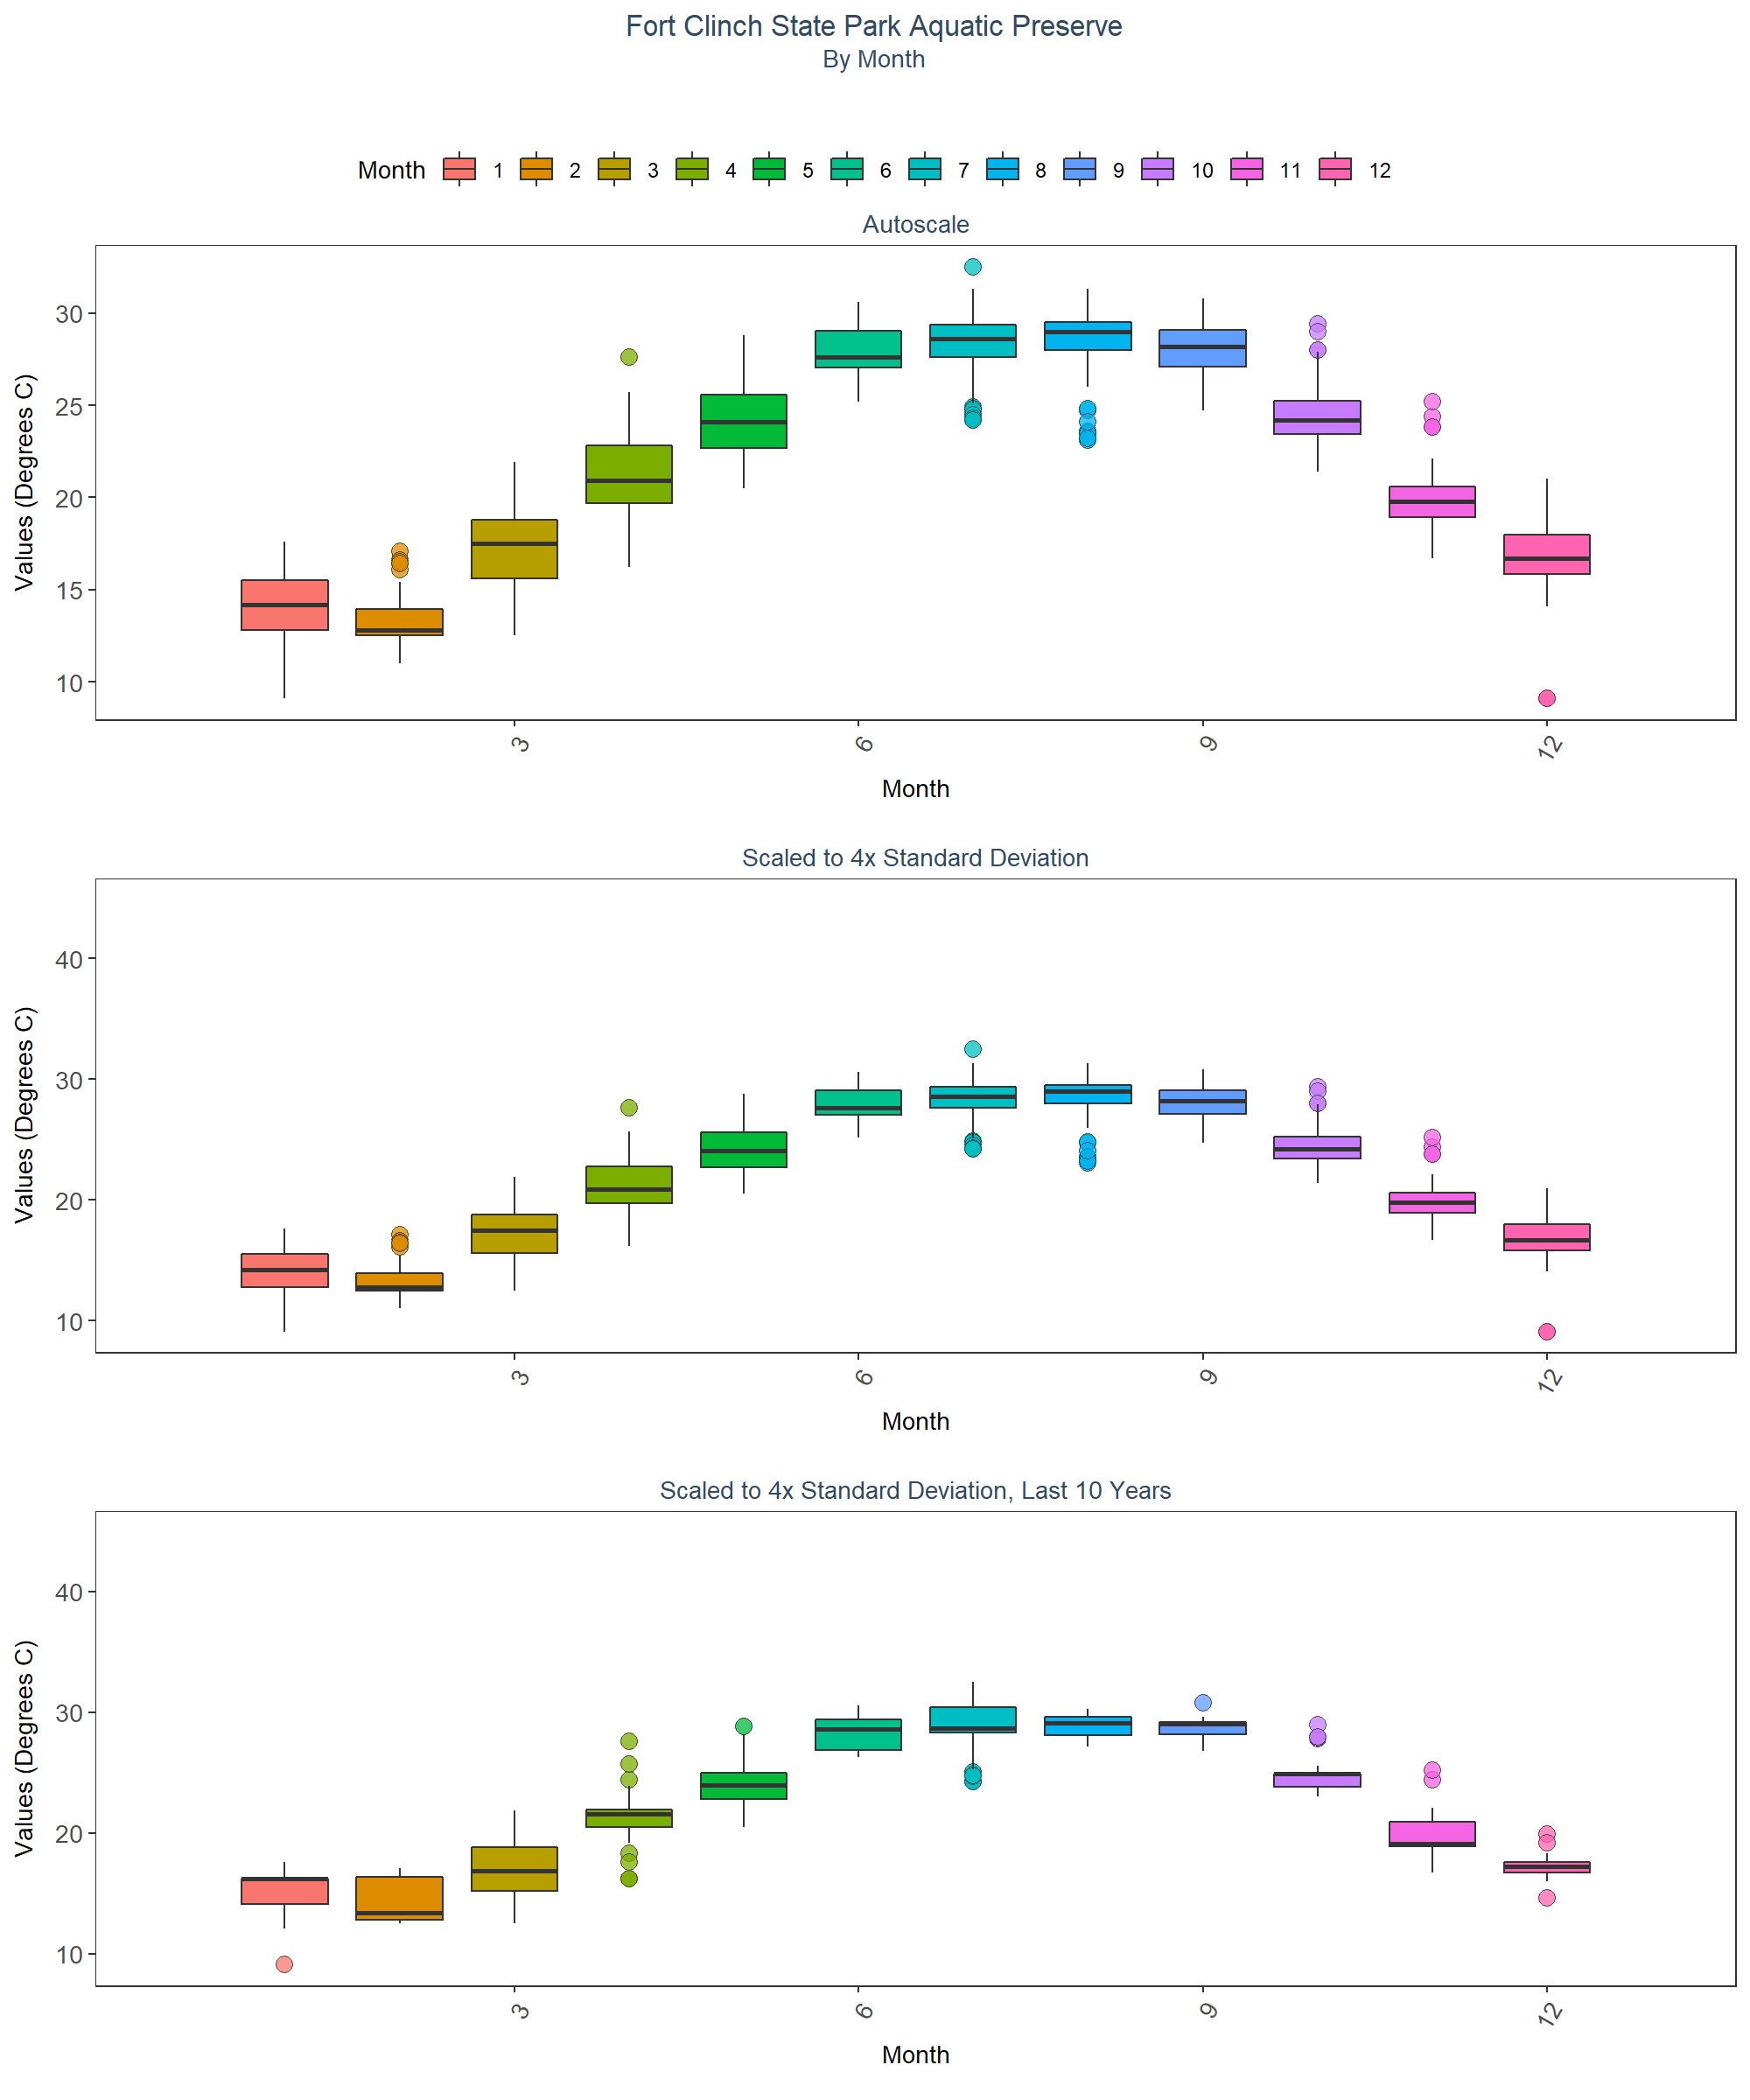 Fort Clinch State Park Aquatic Preserve
By Month
Month 1 2 3 4 5 6 7 8 9 10 11 12
Autoscale
Values (Degrees C)
30
25
20
15
10
3 6 9 12
Month
Scaled to 4x Standard Deviation
Values (Degrees C)
40
30
20
10
3 6 9 12
Month
Scaled to 4x Standard Deviation, Last 10 Years
Values (Degrees C)
40
30
20
10
3 6 9 12
Month